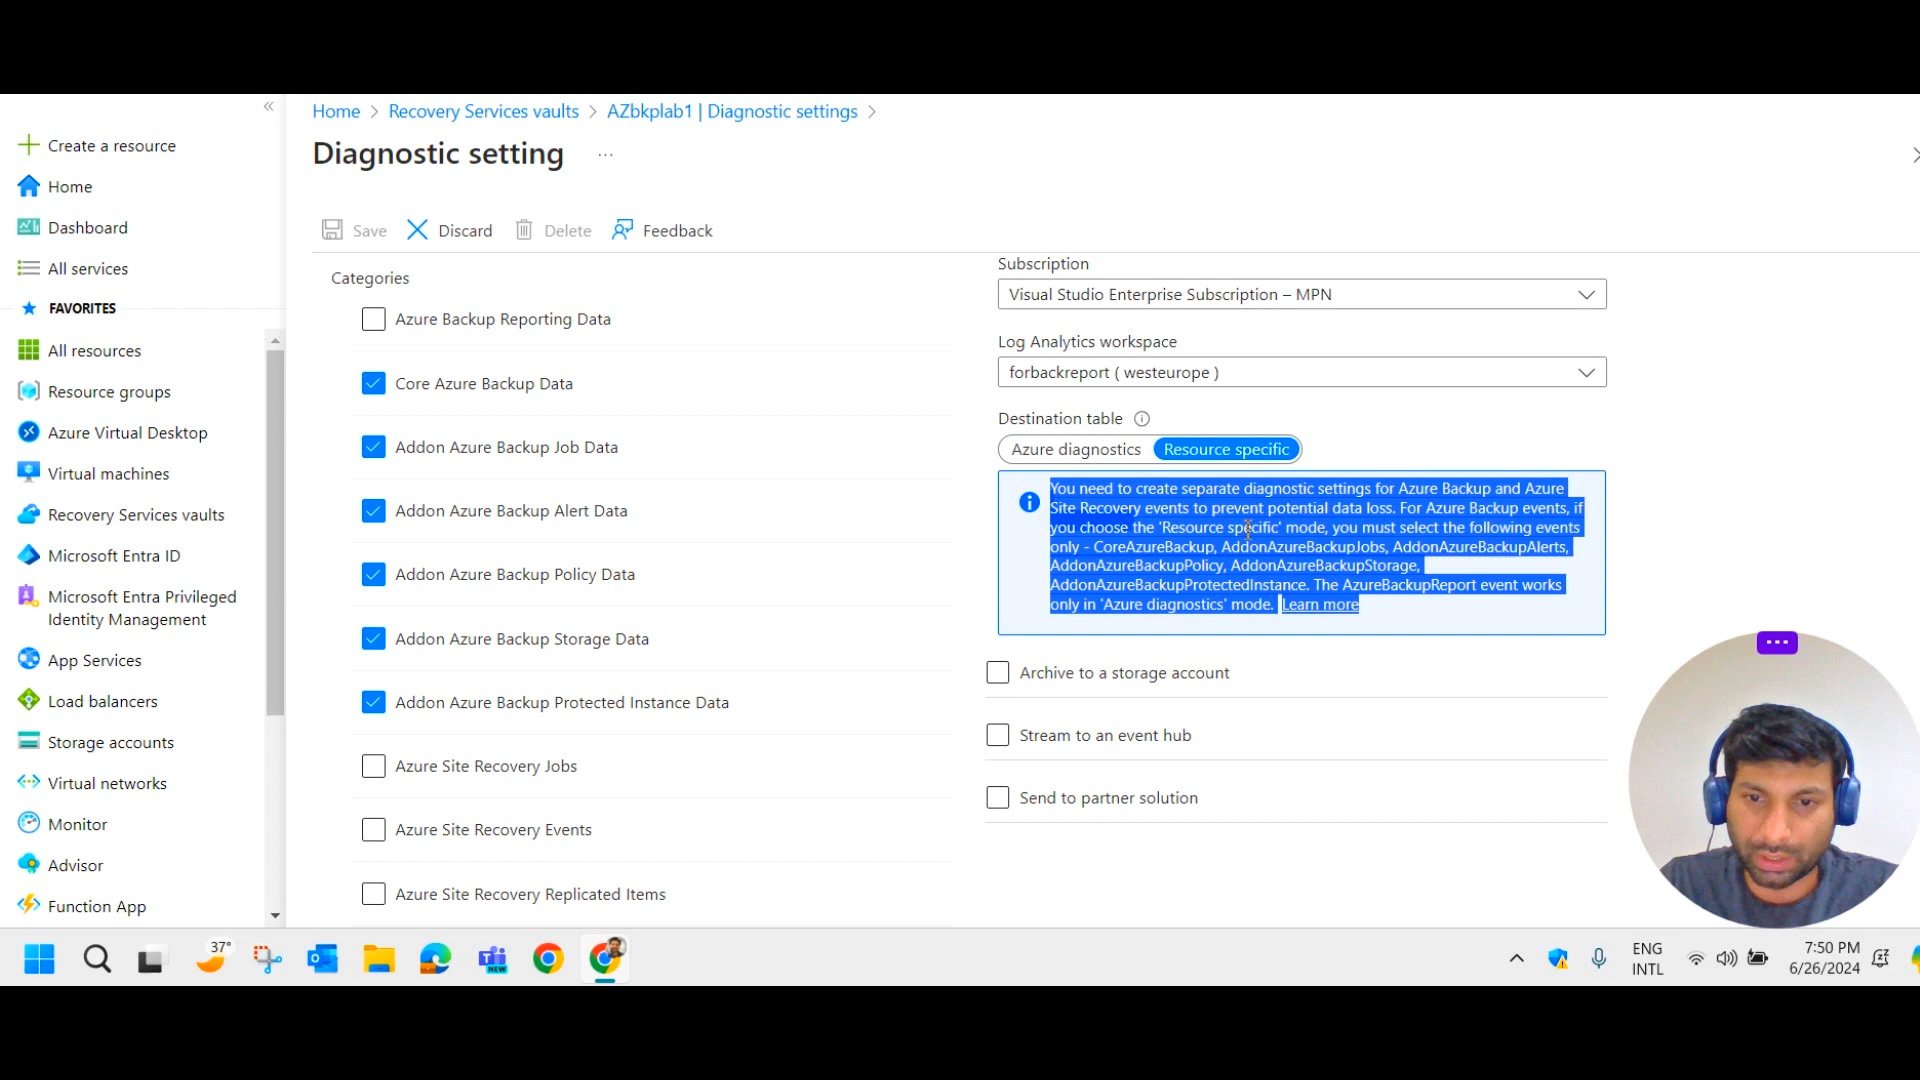 Home > Recovery Services vaults > AZbkplab1 | Diagnostic settings >
Diagnostic setting ...
Create a resource
Home
Dashboard
All services
FAVORITES
All resources
Resource groups
Azure Virtual Desktop
Virtual machines
Recovery Services vaults
Microsoft Entra ID
Microsoft Entra Privileged
Identity Management
App Services
Load balancers
Storage accounts
Virtual networks
Monitor
Advisor
Function App
Save Discard Delete Feedback
Categories
Azure Backup Reporting Data
Core Azure Backup Data
Addon Azure Backup Job Data
Addon Azure Backup Alert Data
Addon Azure Backup Policy Data
Addon Azure Backup Storage Data
Addon Azure Backup Protected Instance Data
Azure Site Recovery Jobs
Azure Site Recovery Events
Azure Site Recovery Replicated Items
Subscription
Visual Studio Enterprise Subscription – MPN
Log Analytics workspace
forbackreport ( westeurope )
Destination table
Azure diagnostics Resource specific
You need to create separate diagnostic settings for Azure Backup and Azure
Site Recovery events to prevent potential data loss. For Azure Backup events, if
you choose the 'Resource specific' mode, you must select the following events
only - CoreAzureBackup, AddonAzureBackupJobs, AddonAzureBackupAlerts,
AddonAzureBackupPolicy, AddonAzureBackupStorage,
AddonAzureBackupProtectedInstance. The AzureBackupReport event works
only in 'Azure diagnostics' mode. Learn more
Archive to a storage account
Stream to an event hub
Send to partner solution
37°
NEW
ENG
INTL
7:50 PM
6/26/2024